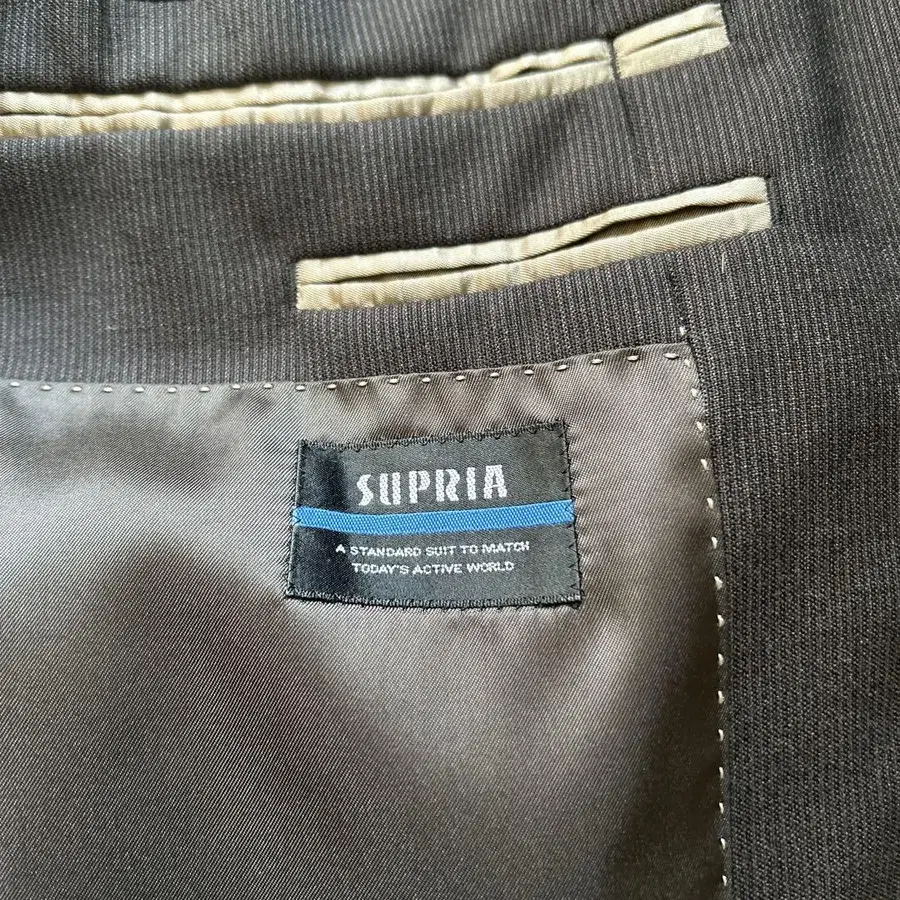 SUPRIA
A STANDARD SUIT TO MATCH
TODAY'S ACTIVE WORLD